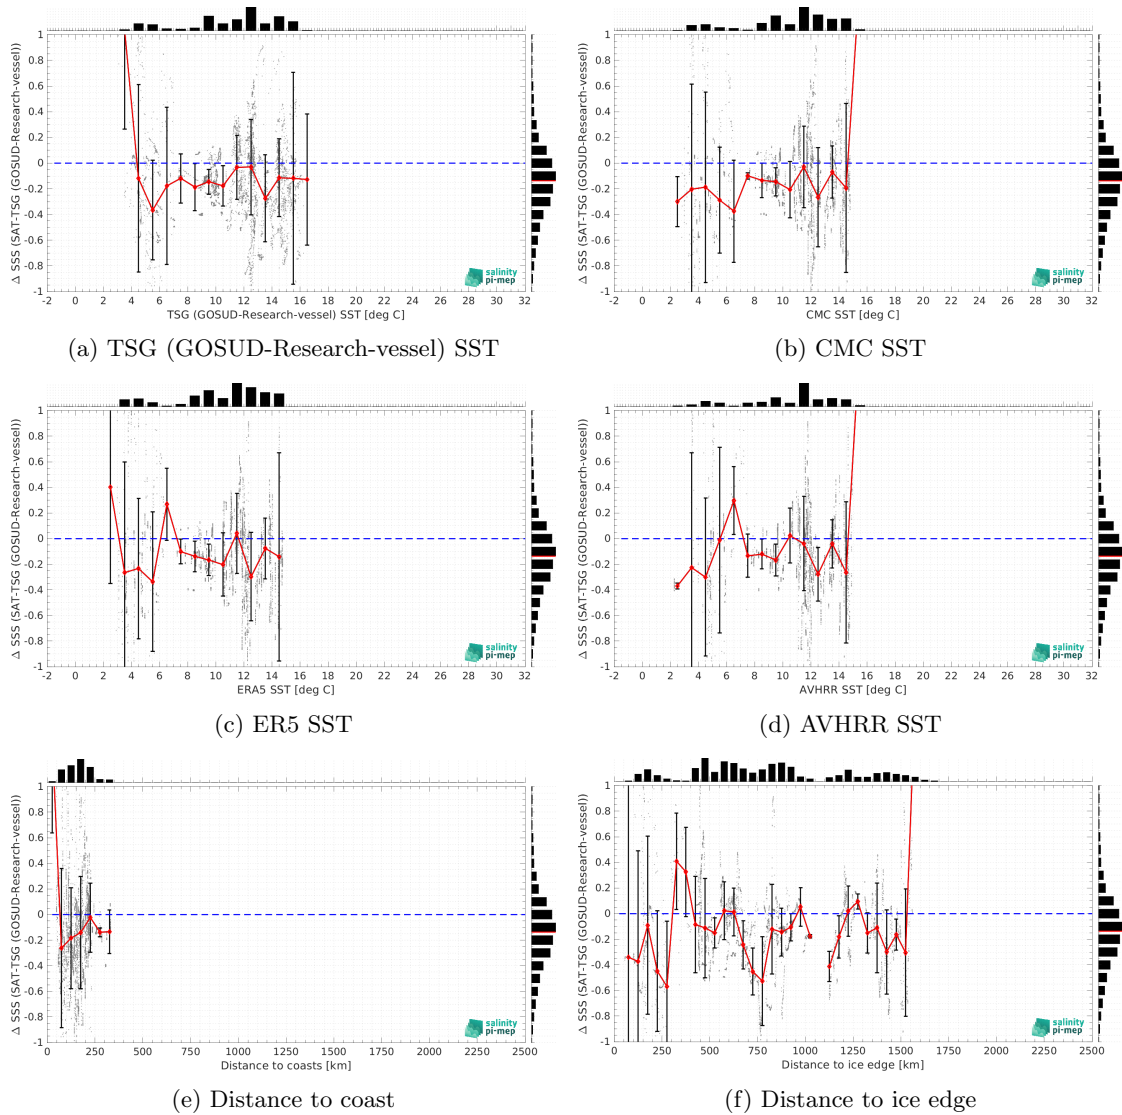 1
0.8
0.6
0.4
0.2
0
-0.2
-0.4
-0.6
-0.8
-1
Δ SSS (SAT-TSG (GOSUD-Research-vessel))
-2 0 2 4 6 8 10 12 14 16 18 20 22 24 26 28 30 32
TSG (GOSUD-Research-vessel) SST [deg C]
salinity
pi-mep
(a) TSG (GOSUD-Research-vessel) SST
1
0.8
0.6
0.4
0.2
0
-0.2
-0.4
-0.6
-0.8
-1
Δ SSS (SAT-TSG (GOSUD-Research-vessel))
-2 0 2 4 6 8 10 12 14 16 18 20 22 24 26 28 30 32
CMC SST [deg C]
salinity
pi-mep
(b) CMC SST
1
0.8
0.6
0.4
0.2
0
-0.2
-0.4
-0.6
-0.8
-1
Δ SSS (SAT-TSG (GOSUD-Research-vessel))
-2 0 2 4 6 8 10 12 14 16 18 20 22 24 26 28 30 32
ERA5 SST [deg C]
salinity
pi-mep
(c) ER5 SST
1
0.8
0.6
0.4
0.2
0
-0.2
-0.4
-0.6
-0.8
-1
Δ SSS (SAT-TSG (GOSUD-Research-vessel))
-2 0 2 4 6 8 10 12 14 16 18 20 22 24 26 28 30 32
AVHRR SST [deg C]
salinity
pi-mep
(d) AVHRR SST
1
0.8
0.6
0.4
0.2
0
-0.2
-0.4
-0.6
-0.8
-1
Δ SSS (SAT-TSG (GOSUD-Research-vessel))
0 250 500 750 1000 1250 1500 1750 2000 2250 2500
Distance to coasts [km]
salinity
pi-mep
(e) Distance to coast
1
0.8
0.6
0.4
0.2
0
-0.2
-0.4
-0.6
-0.8
-1
Δ SSS (SAT-TSG (GOSUD-Research-vessel))
0 250 500 750 1000 1250 1500 1750 2000 2250 2500
Distance to ice edge [km]
salinity
pi-mep
(f) Distance to ice edge